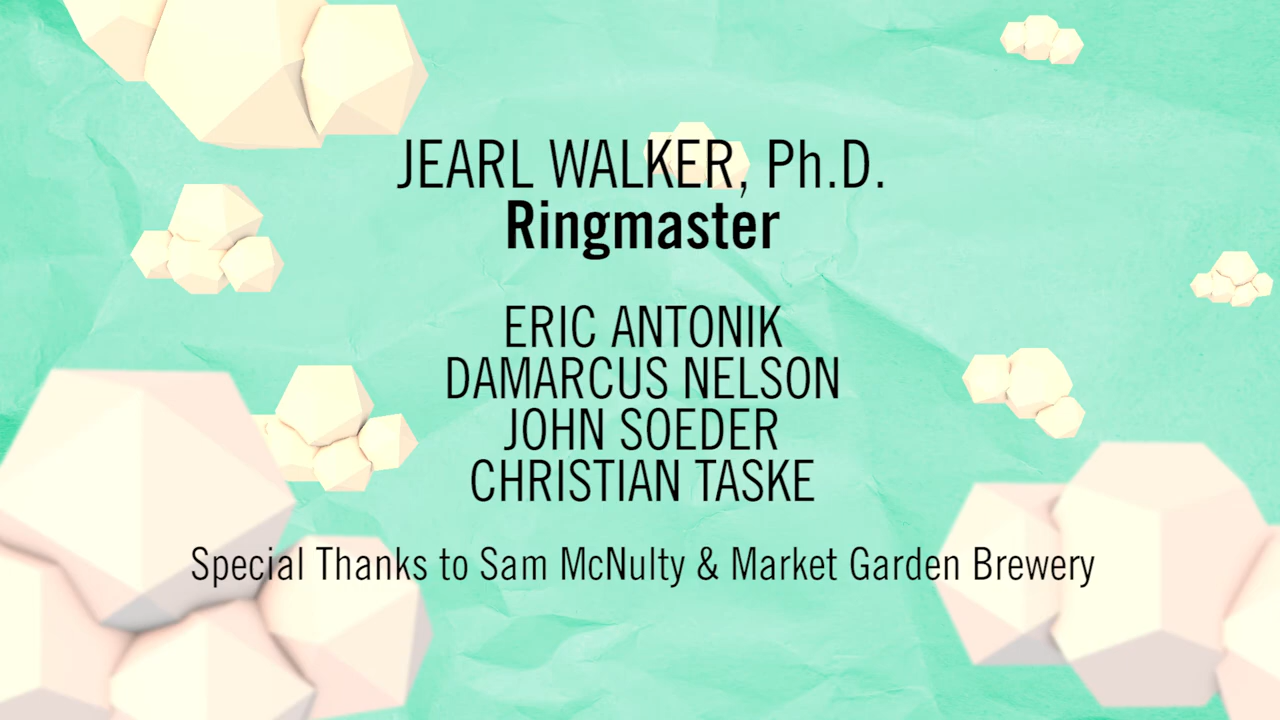 JEARL WALKER, Ph.D.
Ringmaster
ERIC ANTONIK
DAMARCUS NELSON
JOHN SOEDER
CHRISTIAN TASKE
Special Thanks to Sam McNulty & Market Garden Brewery